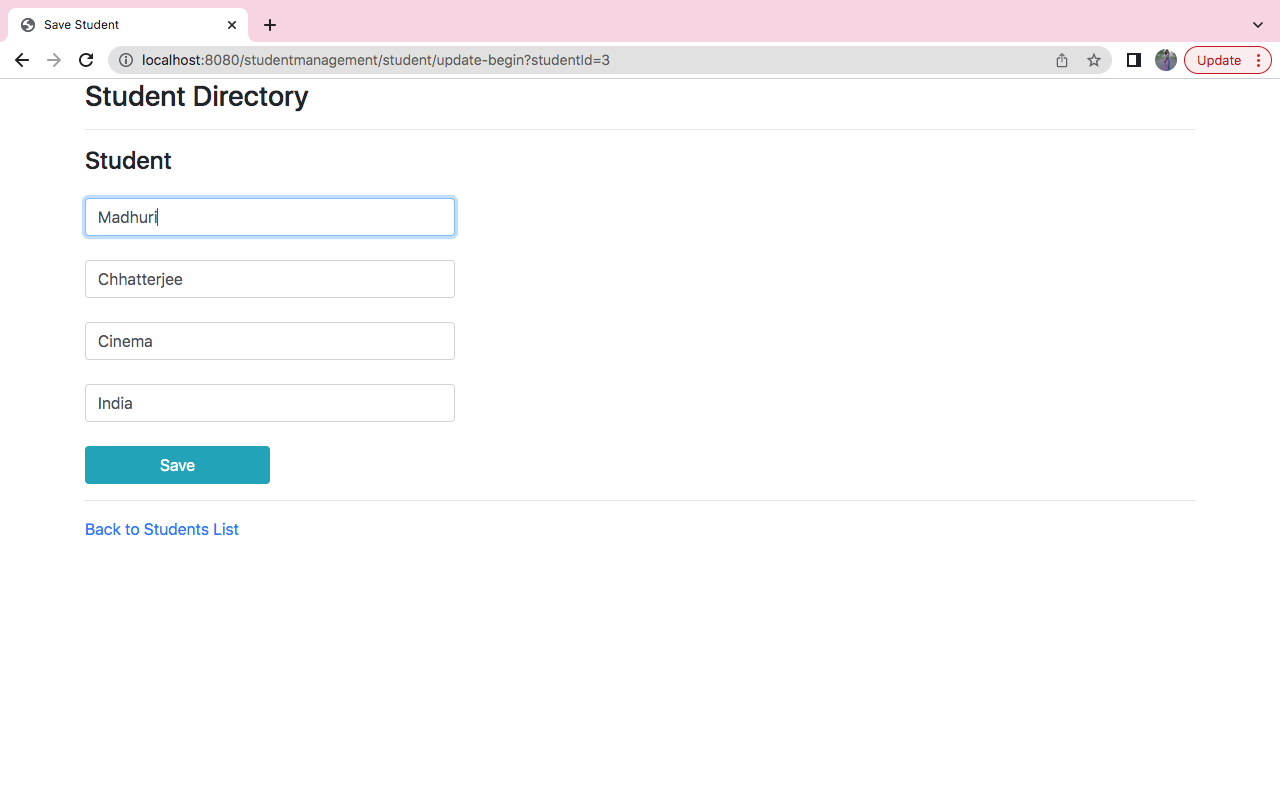 Save Student
localhost:8080/studentmanagement/student/update-begin?studentId=3
Update
Student Directory
Student
Madhuri
Chhatterjee
Cinema
India
Save
Back to Students List